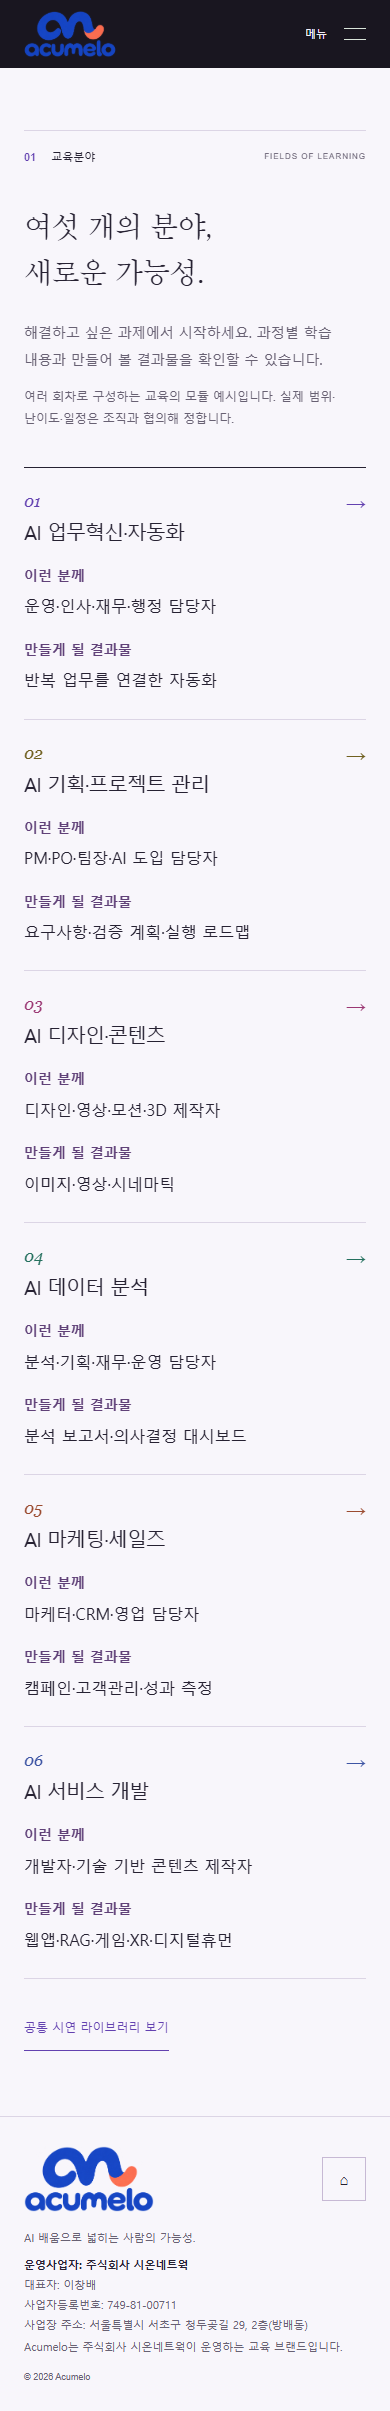 acumelo
메뉴
01 교육분야
FIELDS OF LEARNING
여섯 개의 분야,
새로운 가능성.
해결하고 싶은 과제에서 시작하세요. 과정별 학습
내용과 만들어 볼 결과물을 확인할 수 있습니다.
여러 회차로 구성하는 교육의 모듈 예시입니다. 실제 범위·
난이도·일정은 조직과 협의해 정합니다.
01 →
AI 업무혁신·자동화
이런 분께
운영·인사·재무·행정 담당자
만들게 될 결과물
반복 업무를 연결한 자동화
02 →
AI 기획·프로젝트 관리
이런 분께
PM·PO·팀장·AI 도입 담당자
만들게 될 결과물
요구사항·검증 계획·실행 로드맵
03 →
AI 디자인·콘텐츠
이런 분께
디자인·영상·모션·3D 제작자
만들게 될 결과물
이미지·영상·시네마틱
04 →
AI 데이터 분석
이런 분께
분석·기획·재무·운영 담당자
만들게 될 결과물
분석 보고서·의사결정 대시보드
05 →
AI 마케팅·세일즈
이런 분께
마케터·CRM·영업 담당자
만들게 될 결과물
캠페인·고객관리·성과 측정
06 →
AI 서비스 개발
이런 분께
개발자·기술 기반 콘텐츠 제작자
만들게 될 결과물
웹앱·RAG·게임·XR·디지털휴먼
공통 시연 라이브러리 보기
acumelo
AI 배움으로 넓히는 사람의 가능성.
운영사업자: 주식회사 시온네트웍
대표자: 이창배
사업자등록번호: 749-81-00711
사업장 주소: 서울특별시 서초구 청두곶길 29, 2층(방배동)
Acumelo는 주식회사 시온네트웍이 운영하는 교육 브랜드입니다.
© 2026 Acumelo